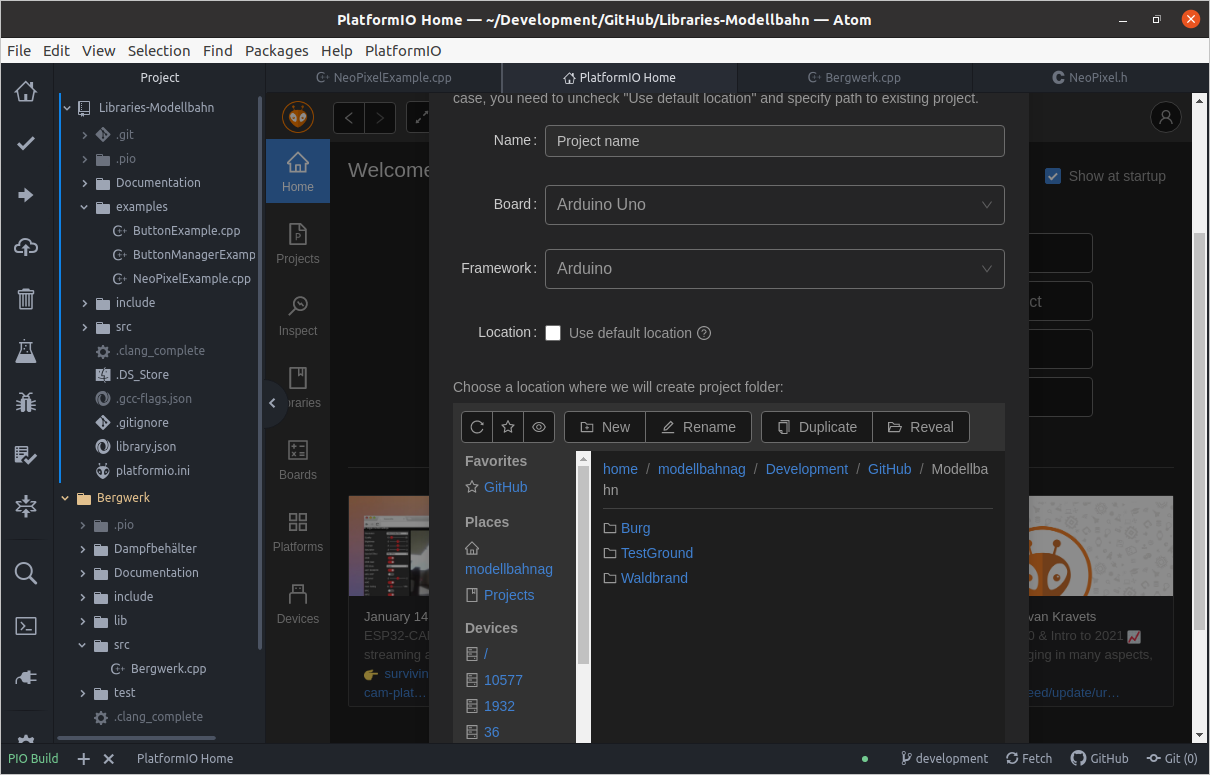 PlatformIO Home — ~/Development/GitHub/Libraries-Modellbahn — Atom
File Edit View Selection Find Packages Help PlatformIO
Project
NeoPixelExample.cpp
PlatformIO Home
Bergwerk.cpp
NeoPixel.h
Libraries-Modellbahn
.git
.pio
Documentation
examples
ButtonExample.cpp
ButtonManagerExamp
NeoPixelExample.cpp
include
src
.clang_complete
.DS_Store
.gcc-flags.json
.gitignore
library.json
platformio.ini
Bergwerk
.pio
Dampfbehälter
Documentation
include
lib
src
Bergwerk.cpp
test
.clang_complete
Home
Projects
Inspect
raries
Boards
Platforms
Devices
Welcome
Show at startup
ct
case, you need to uncheck "Use default location" and specify path to existing project.
Name: Project name
Board: Arduino Uno
Framework: Arduino
Location: Use default location
Choose a location where we will create project folder:
New Rename Duplicate Reveal
Favorites
GitHub
Places
modellbahnag
Projects
Devices
/
10577
1932
36
home / modellbahnag / Development / GitHub / Modellba
hn
Burg
TestGround
Waldbrand
January 14
ESP32-CA
streaming a
survivin
cam-plat...
van Kravets
0 & Intro to 2021
ging in many aspects,
eed/update/ur...
PIO Build
PlatformIO Home
development
Fetch
GitHub
Git (0)